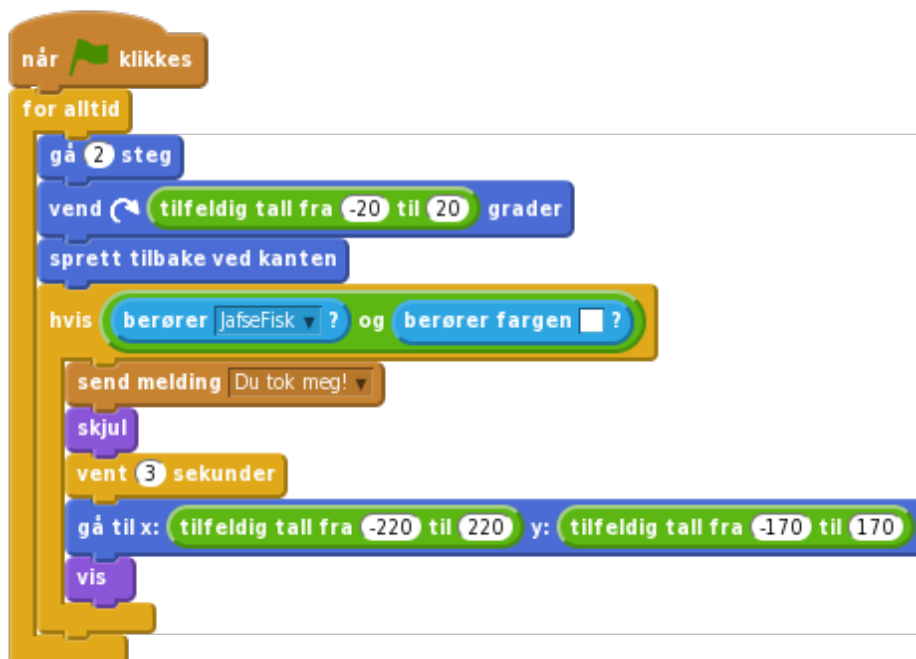 når klikkes
for alltid
gå 2 steg
vend tilfeldig tall fra -20 til 20 grader
sprett tilbake ved kanten
hvis berører JafseFisk ? og berører fargen ?
send melding Du tok meg!
skjul
vent 3 sekunder
gå til x: tilfeldig tall fra -220 til 220 y: tilfeldig tall fra -170 til 170
vis